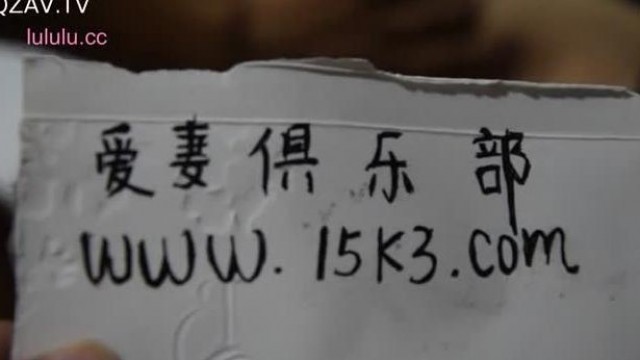 QZAV.TV
lululu.cc
爱妻俱乐部
www.15K3.com